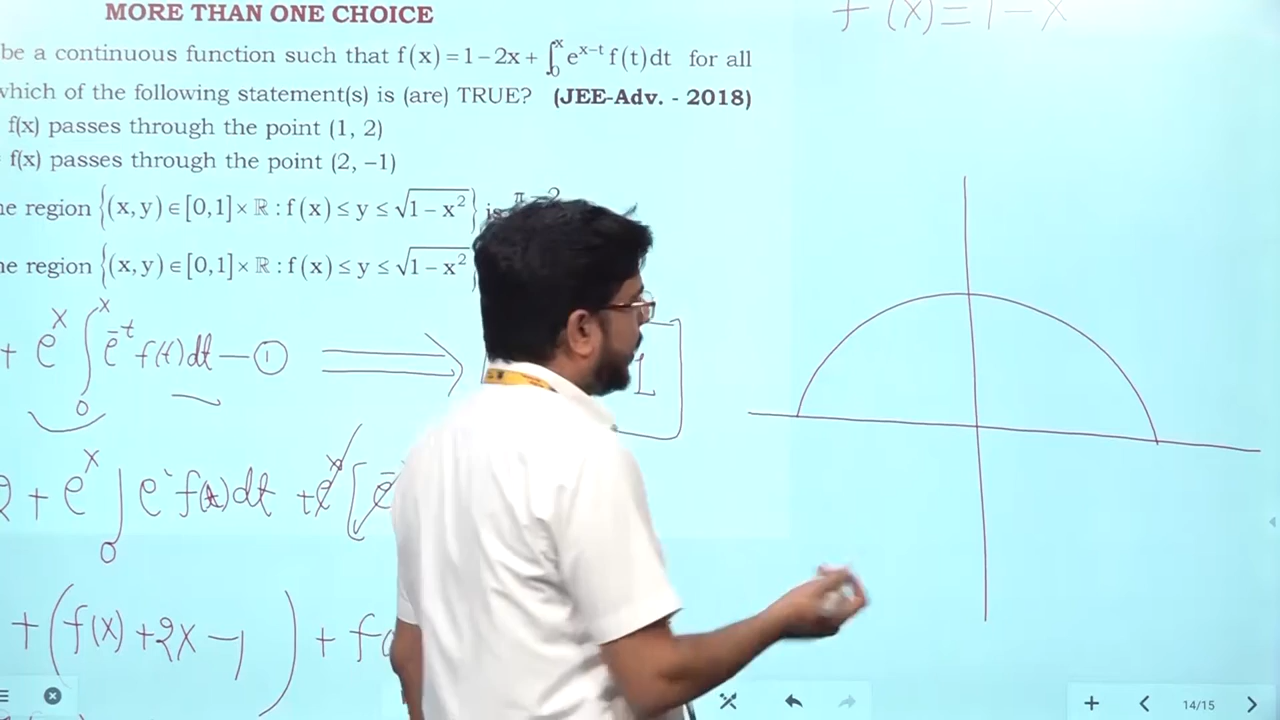 MORE THAN ONE CHOICE
be a continuous function such that f(x) = 1 – 2x + ∫₀ˣ eˣ⁻ᵗ f(t)dt for all
which of the following statement(s) is (are) TRUE? (JEE-Adv. - 2018)
f(x) passes through the point (1, 2)
f(x) passes through the point (2, –1)
he region {(x,y) ∈ [0,1] × ℝ : f(x) ≤ y ≤ √(1 – x²)} is
he region {(x,y) ∈ [0,1] × ℝ : f(x) ≤ y ≤ √(1 – x²)
+ eˣ ∫₀ˣ e⁻ᵗ f(t)dt — ①
+ eˣ ∫₀ e f(t)dt + eˣ [
+ (f(x) + 2x – 1) + f
f(x) = 1 – x
14/15